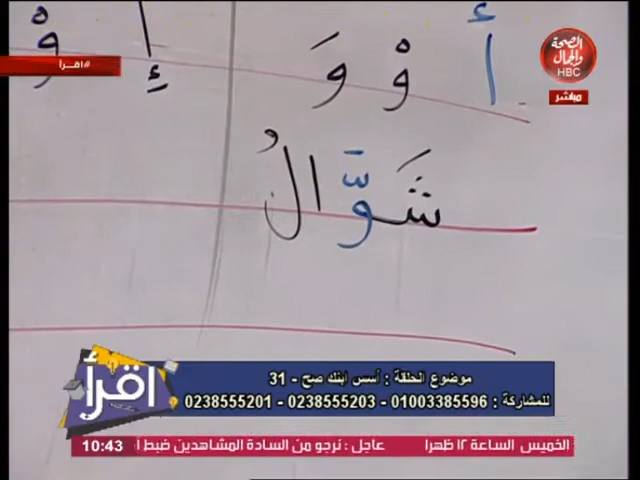 الصحة
والجمال
HBC
مباشر
#اقرأ
أ وْ وَ
إِ وْ
شَوَّالُ
موضوع الحلقة : أسس ابنك صح - 31
للمشاركة : 01003385596 - 0238555203 - 0238555201
اقرأ
الخميس الساعة ١٢ ظهرا عاجل : نرجو من السادة المشاهدين ضبط ا
10:43